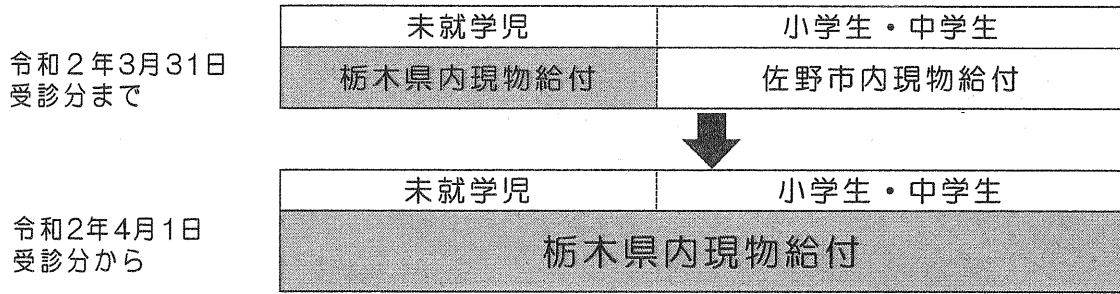 未就学児 小学生・中学生
令和2年3月31日
受診分まで
栃木県内現物給付 佐野市内現物給付
未就学児 小学生・中学生
令和2年4月1日
受診分から
栃木県内現物給付